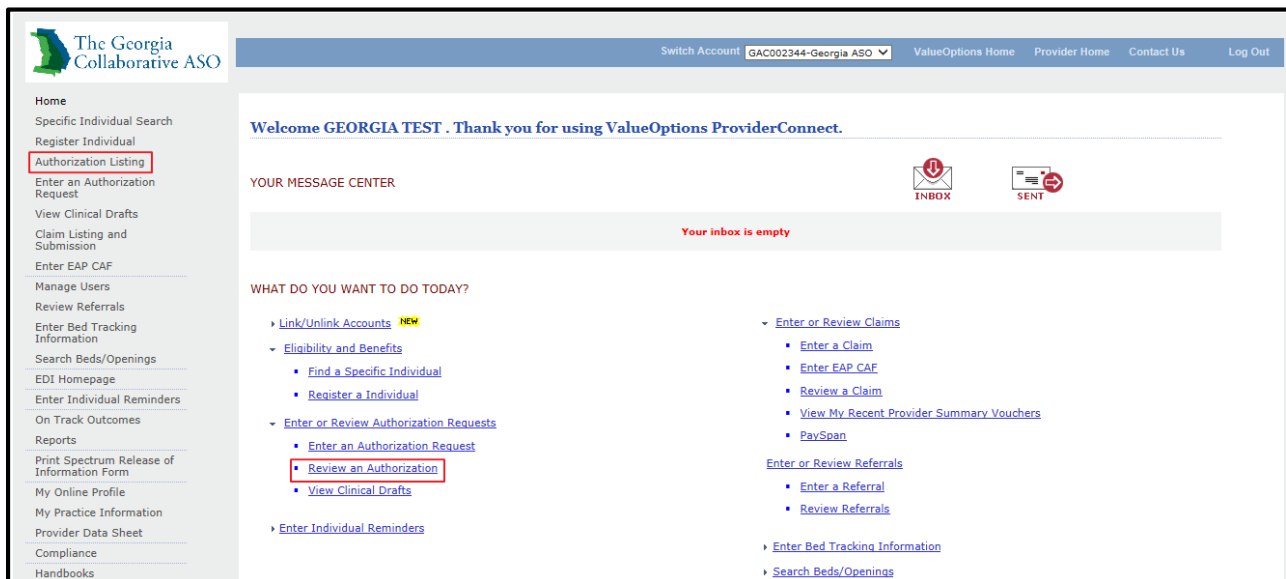 The Georgia
Collaborative ASO
Switch Account GAC002344-Georgia ASO ValueOptions Home Provider Home Contact Us Log Out
Home
Specific Individual Search
Register Individual
Authorization Listing
Enter an Authorization
Request
View Clinical Drafts
Claim Listing and
Submission
Enter EAP CAF
Manage Users
Review Referrals
Enter Bed Tracking
Information
Search Beds/Openings
EDI Homepage
Enter Individual Reminders
On Track Outcomes
Reports
Print Spectrum Release of
Information Form
My Online Profile
My Practice Information
Provider Data Sheet
Compliance
Handbooks
Welcome GEORGIA TEST . Thank you for using ValueOptions ProviderConnect.
YOUR MESSAGE CENTER
INBOX
SENT
Your inbox is empty
WHAT DO YOU WANT TO DO TODAY?
Link/Unlink Accounts NEW
Eligibility and Benefits
Find a Specific Individual
Register a Individual
Enter or Review Authorization Requests
Enter an Authorization Request
Review an Authorization
View Clinical Drafts
Enter Individual Reminders
Enter or Review Claims
Enter a Claim
Enter EAP CAF
Review a Claim
View My Recent Provider Summary Vouchers
PaySpan
Enter or Review Referrals
Enter a Referral
Review Referrals
Enter Bed Tracking Information
Search Beds/Openings